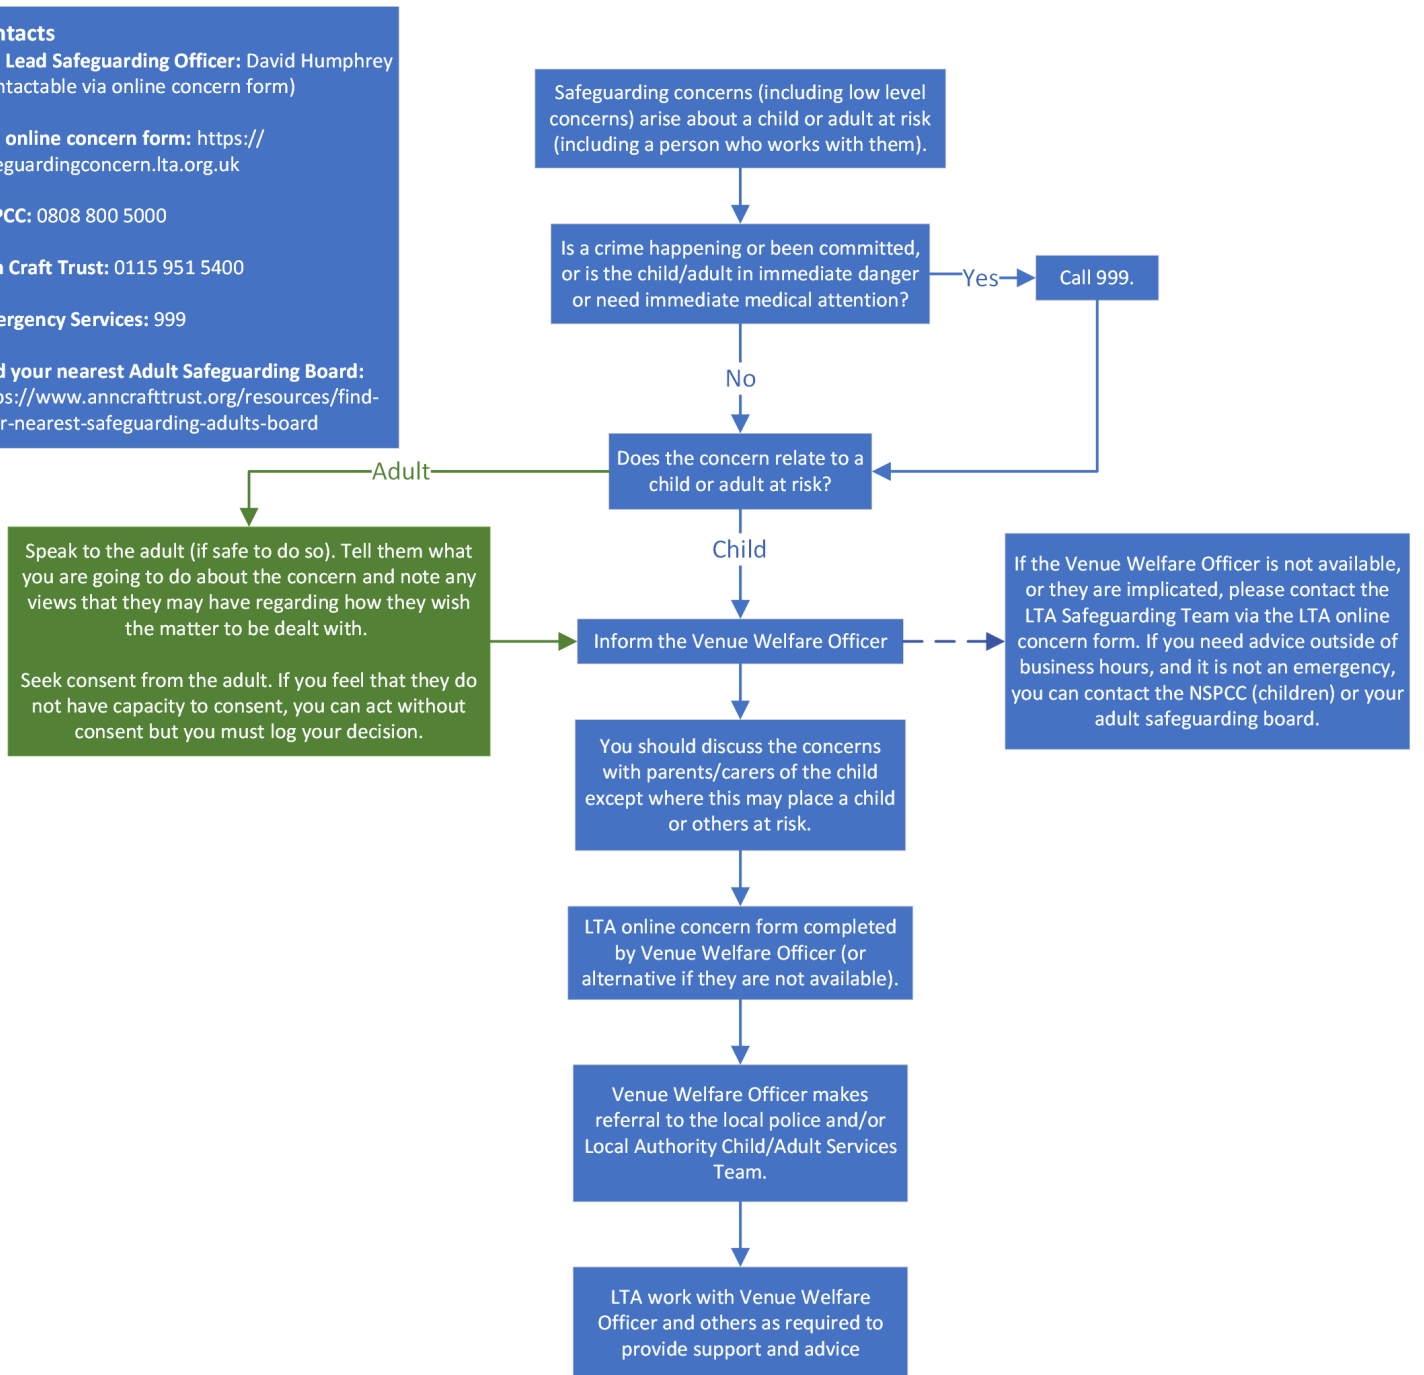 ntacts
Lead Safeguarding Officer: David Humphrey
ntactable via online concern form)
online concern form: https://
eguardingconcern.lta.org.uk
PCC: 0808 800 5000
n Craft Trust: 0115 951 5400
ergency Services: 999
d your nearest Adult Safeguarding Board:
ps://www.anncrafttrust.org/resources/find-
r-nearest-safeguarding-adults-board
Safeguarding concerns (including low level
concerns) arise about a child or adult at risk
(including a person who works with them).
Is a crime happening or been committed,
or is the child/adult in immediate danger
or need immediate medical attention?
Yes
Call 999.
No
Does the concern relate to a
child or adult at risk?
Adult
Child
Speak to the adult (if safe to do so). Tell them what
you are going to do about the concern and note any
views that they may have regarding how they wish
the matter to be dealt with.
Seek consent from the adult. If you feel that they do
not have capacity to consent, you can act without
consent but you must log your decision.
Inform the Venue Welfare Officer
If the Venue Welfare Officer is not available,
or they are implicated, please contact the
LTA Safeguarding Team via the LTA online
concern form. If you need advice outside of
business hours, and it is not an emergency,
you can contact the NSPCC (children) or your
adult safeguarding board.
You should discuss the concerns
with parents/carers of the child
except where this may place a child
or others at risk.
LTA online concern form completed
by Venue Welfare Officer (or
alternative if they are not available).
Venue Welfare Officer makes
referral to the local police and/or
Local Authority Child/Adult Services
Team.
LTA work with Venue Welfare
Officer and others as required to
provide support and advice